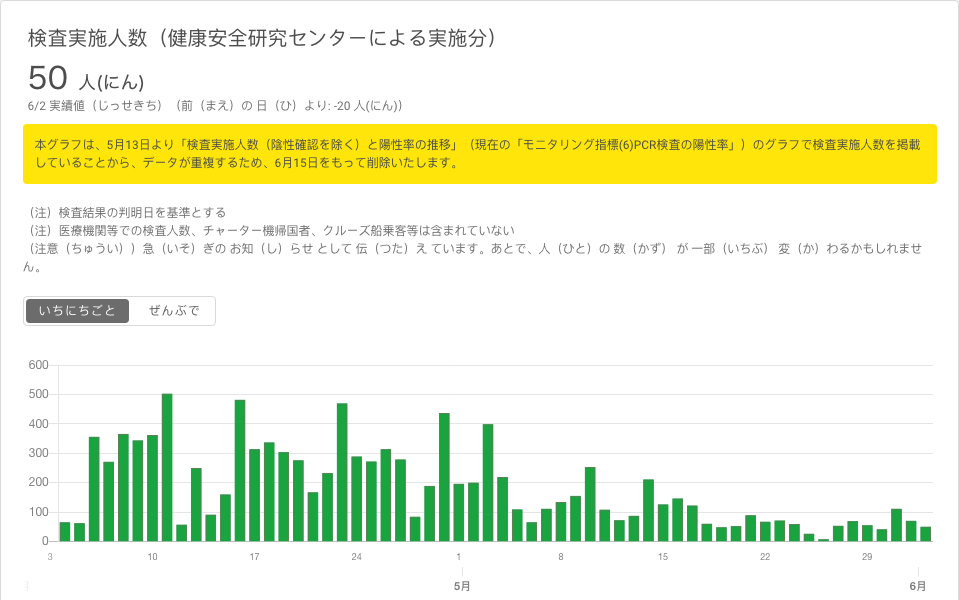 検査実施人数（健康安全研究センターによる実施分）
50 人(にん)
6/2 実績値（じっせきち）（前（まえ）の 日（ひ）より: -20 人(にん)）
本グラフは、5月13日より「検査実施人数（陰性確認を除く）と陽性率の推移」（現在の「モニタリング指標(6)PCR検査の陽性率」）のグラフで検査実施人数を掲載
していることから、データが重複するため、6月15日をもって削除いたします。
（注）検査結果の判明日を基準とする
（注）医療機関等での検査人数、チャーター機帰国者、クルーズ船乗客等は含まれていない
（注意（ちゅうい））急（いそ）ぎの お知（し）らせ として 伝（つた）え ています。あとで、人（ひと）の 数（かず） が 一部（いちぶ） 変（か）わるかもしれませ
ん。
いちにちごと ぜんぶで
600
500
400
300
200
100
0
3 10 17 24 1 8 15 22 29
5月 6月